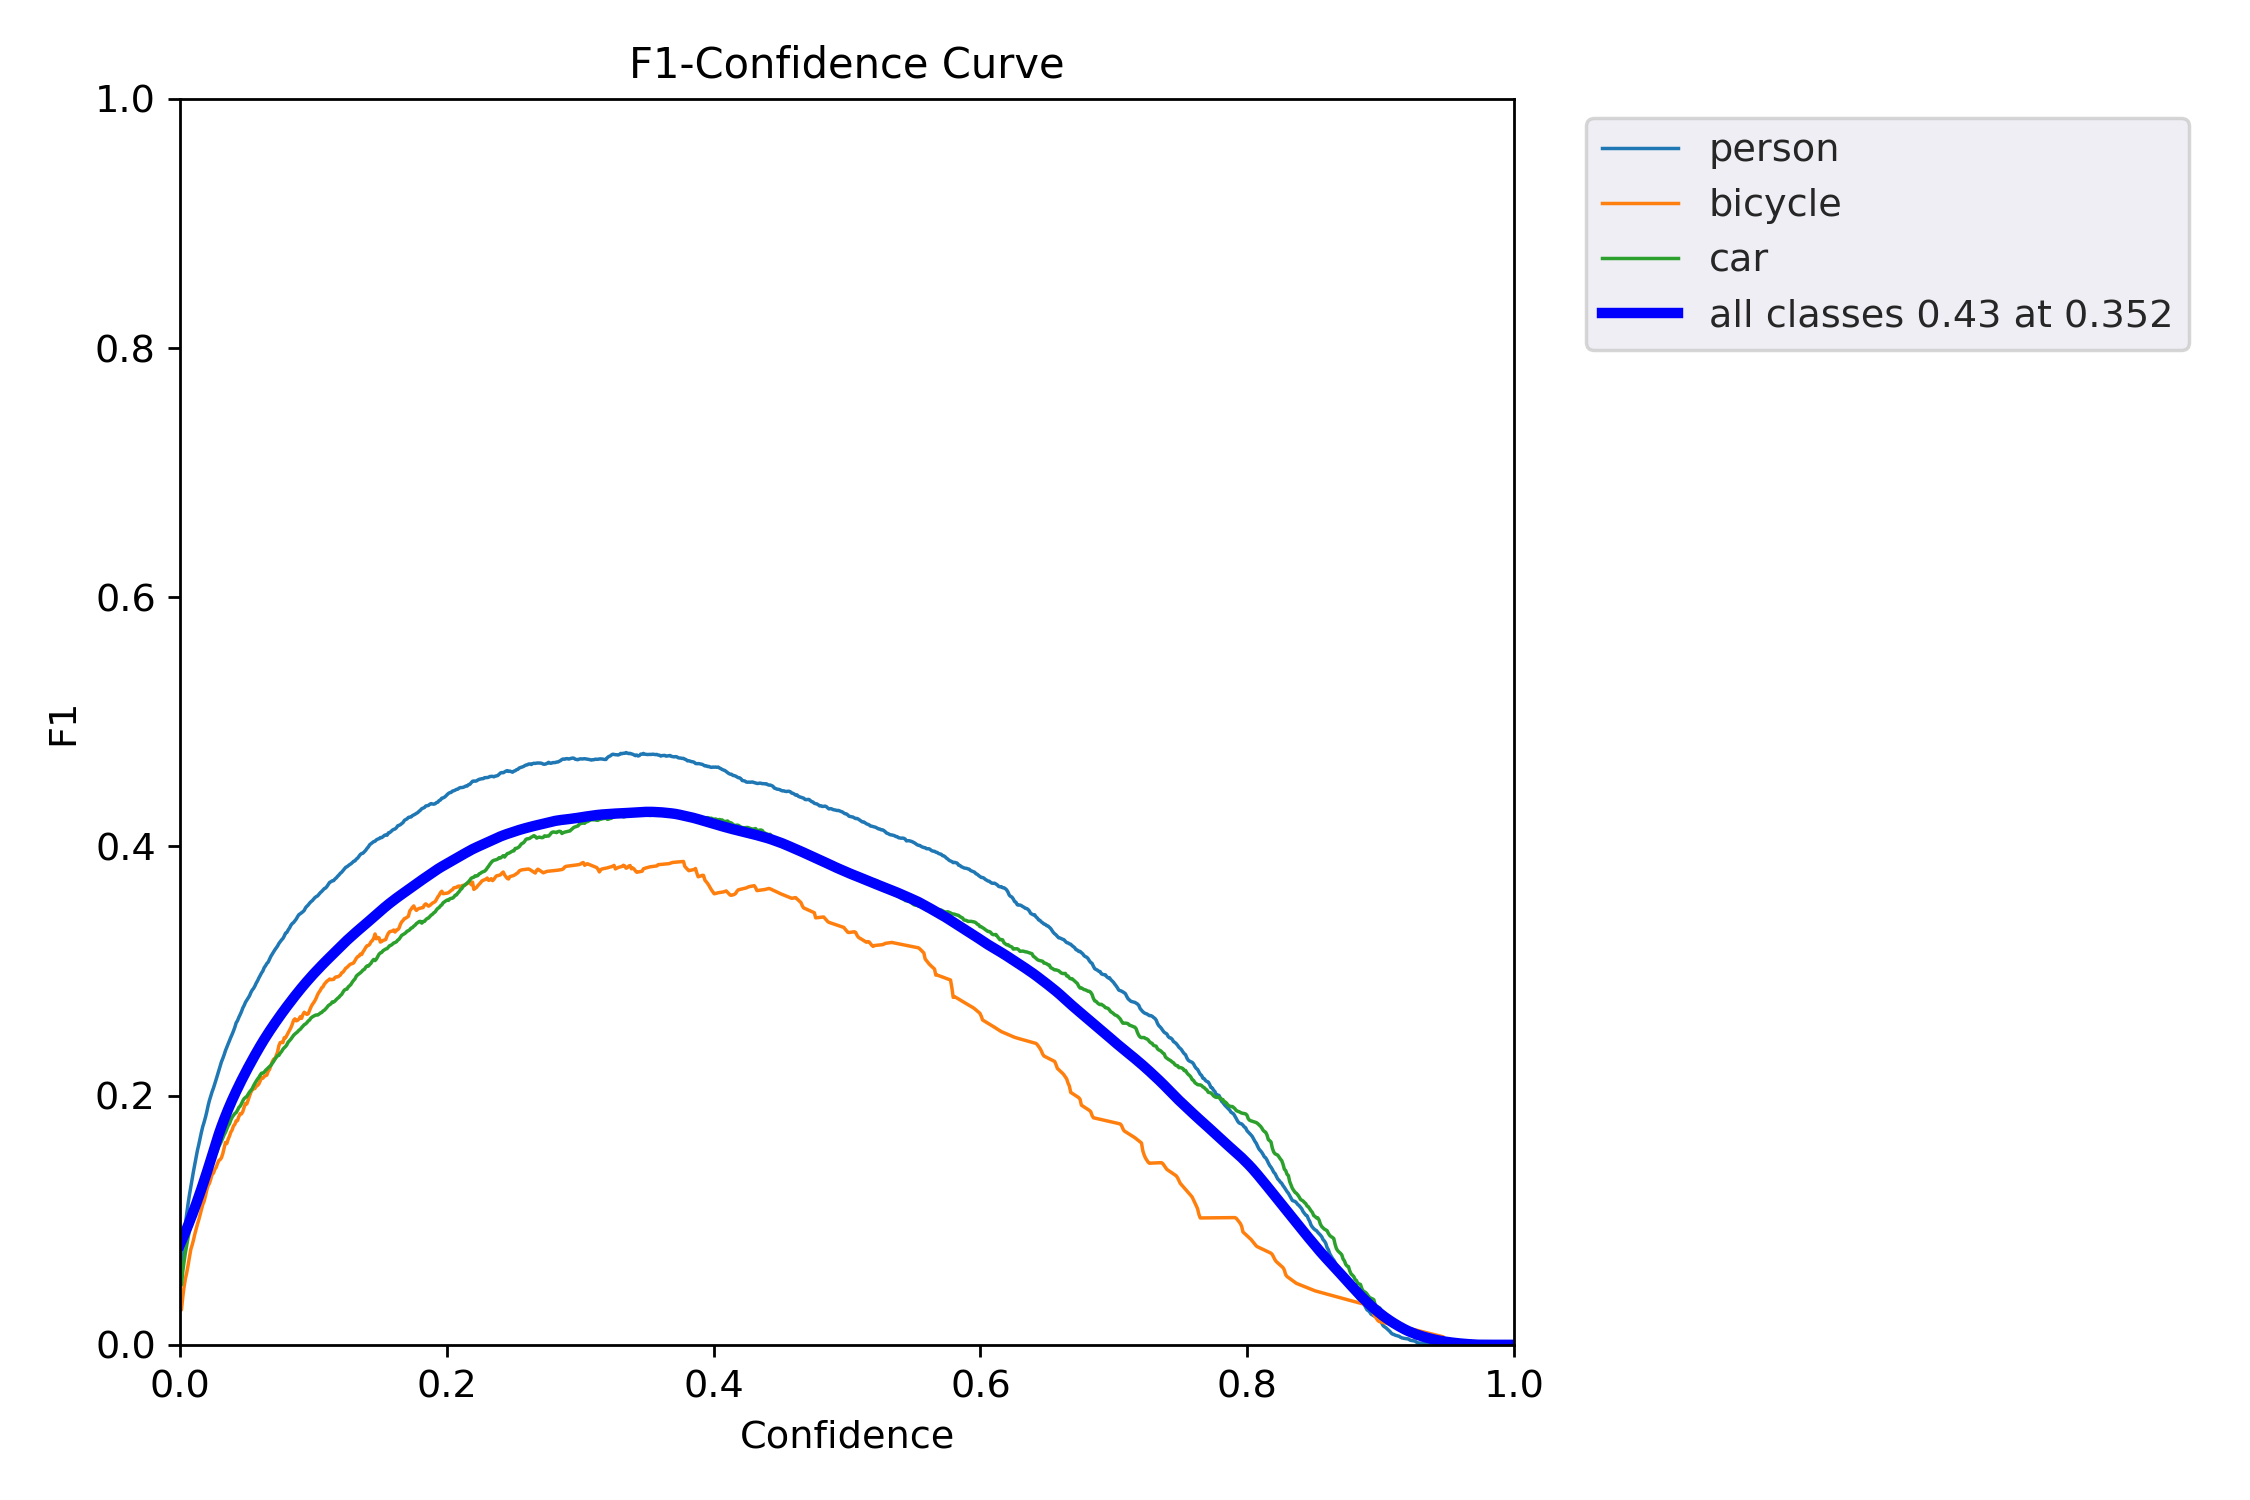 F1-Confidence Curve
1.0
0.8
0.6
0.4
0.2
0.0
F1
0.0 0.2 0.4 0.6 0.8 1.0
Confidence
person
bicycle
car
all classes 0.43 at 0.352